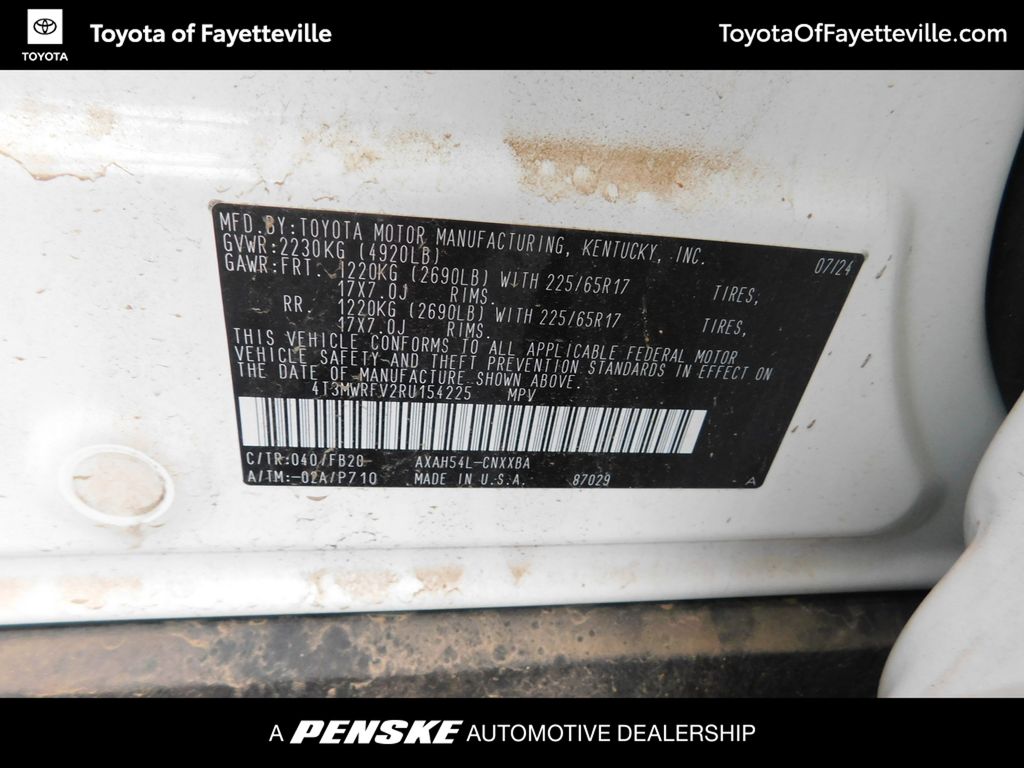 TOYOTA
Toyota of Fayetteville
ToyotaOfFayetteville.com
MFD.BY:TOYOTA MOTOR MANUFACTURING, KENTUCKY, INC.
07/24
GVWR:2230KG (4920LB)
GAWR:FRT. 1220KG (2690LB) WITH 225/65R17 TIRES,
17X7.0J RIMS.
RR. 1220KG (2690LB) WITH 225/65R17 TIRES,
17X7.0J RIMS.
THIS VEHICLE CONFORMS TO ALL APPLICABLE FEDERAL MOTOR
VEHICLE SAFETY AND THEFT PREVENTION STANDARDS IN EFFECT ON
THE DATE OF MANUFACTURE SHOWN ABOVE.
4T3MWRFV2RU154225 MPV
C/TR:040/FB20 AXAH54L-CNXXBA
A/TM:-02A/P710 MADE IN U.S.A. 87029 A
A PENSKE AUTOMOTIVE DEALERSHIP